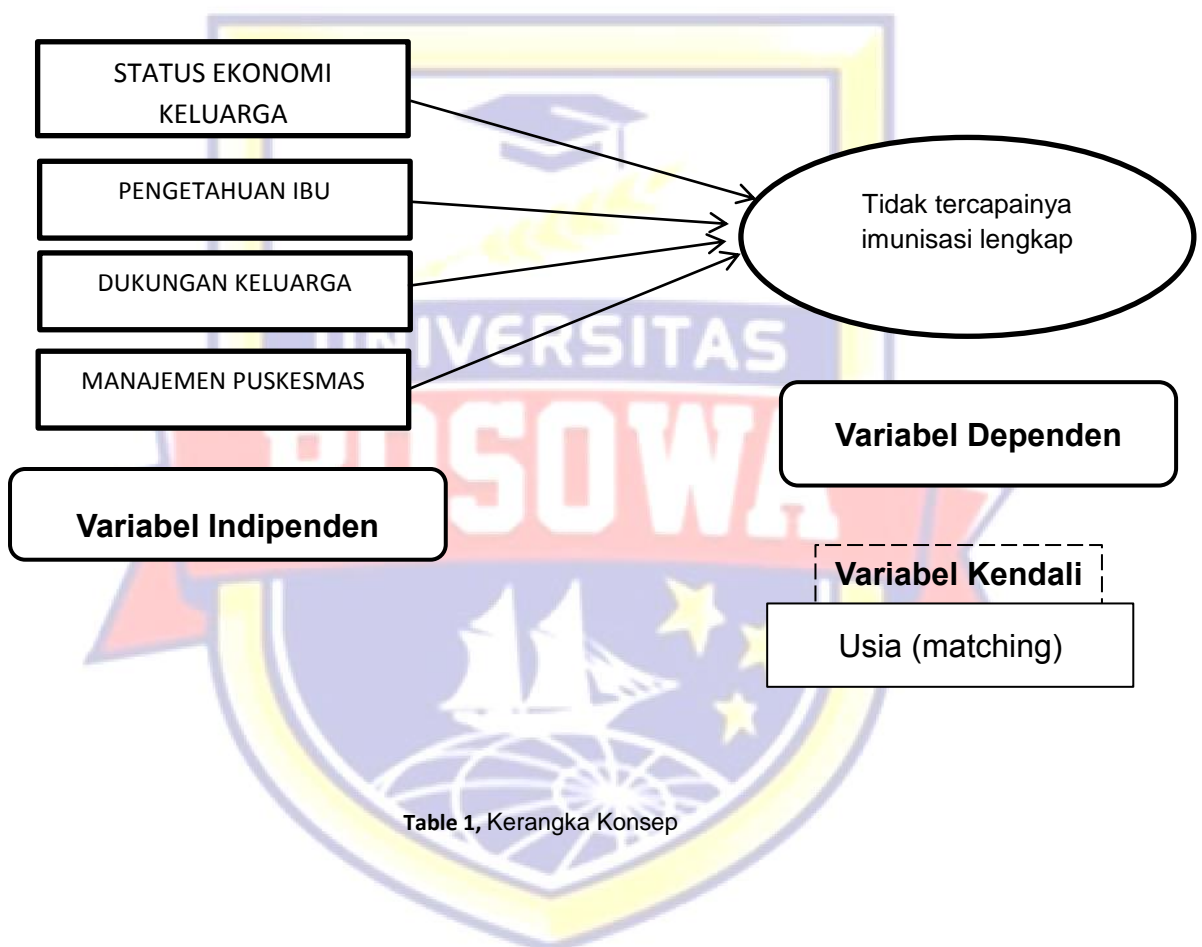 STATUS EKONOMI
KELUARGA
PENGETAHUAN IBU
DUKUNGAN KELUARGA
MANAJEMEN PUSKESMAS
Tidak tercapainya
imunisasi lengkap
UNIVERSITAS
BOSOWA
Variabel Dependen
Variabel Indipenden
Variabel Kendali
Usia (matching)
Table 1, Kerangka Konsep